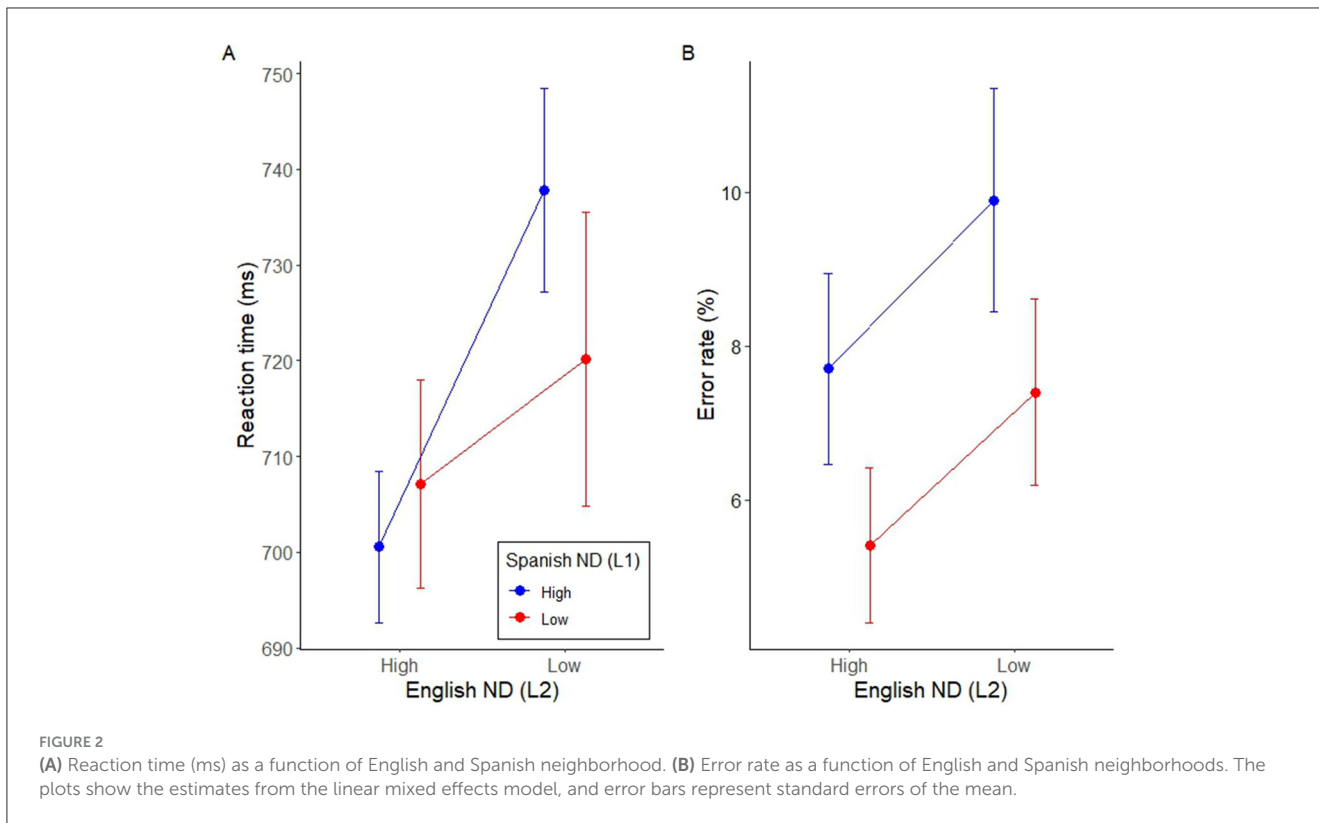 A
750
740
730
720
710
700
690
Reaction time (ms)
High
Low
English ND (L2)
Spanish ND (L1)
High
Low
B
10
8
6
Error rate (%)
High
Low
English ND (L2)
FIGURE 2
(A) Reaction time (ms) as a function of English and Spanish neighborhood. (B) Error rate as a function of English and Spanish neighborhoods. The
plots show the estimates from the linear mixed effects model, and error bars represent standard errors of the mean.